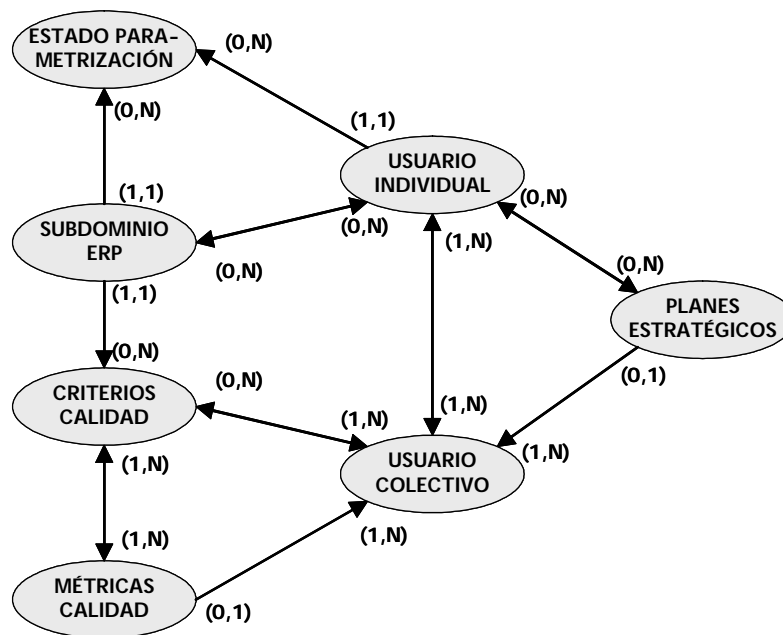 ESTADO PARA-
METRIZACIÓN
(0,N)
(0,N)
(1,1)
USUARIO
INDIVIDUAL
(1,1)
(0,N)
SUBDOMINIO
ERP
(0,N)
(1,N)
(0,N)
(0,N)
(1,1)
PLANES
ESTRATÉGICOS
(0,N)
(0,N)
(0,1)
CRITERIOS
CALIDAD
(1,N)
(1,N)
(1,N)
(1,N)
USUARIO
COLECTIVO
(1,N)
(1,N)
MÉTRICAS
CALIDAD
(0,1)